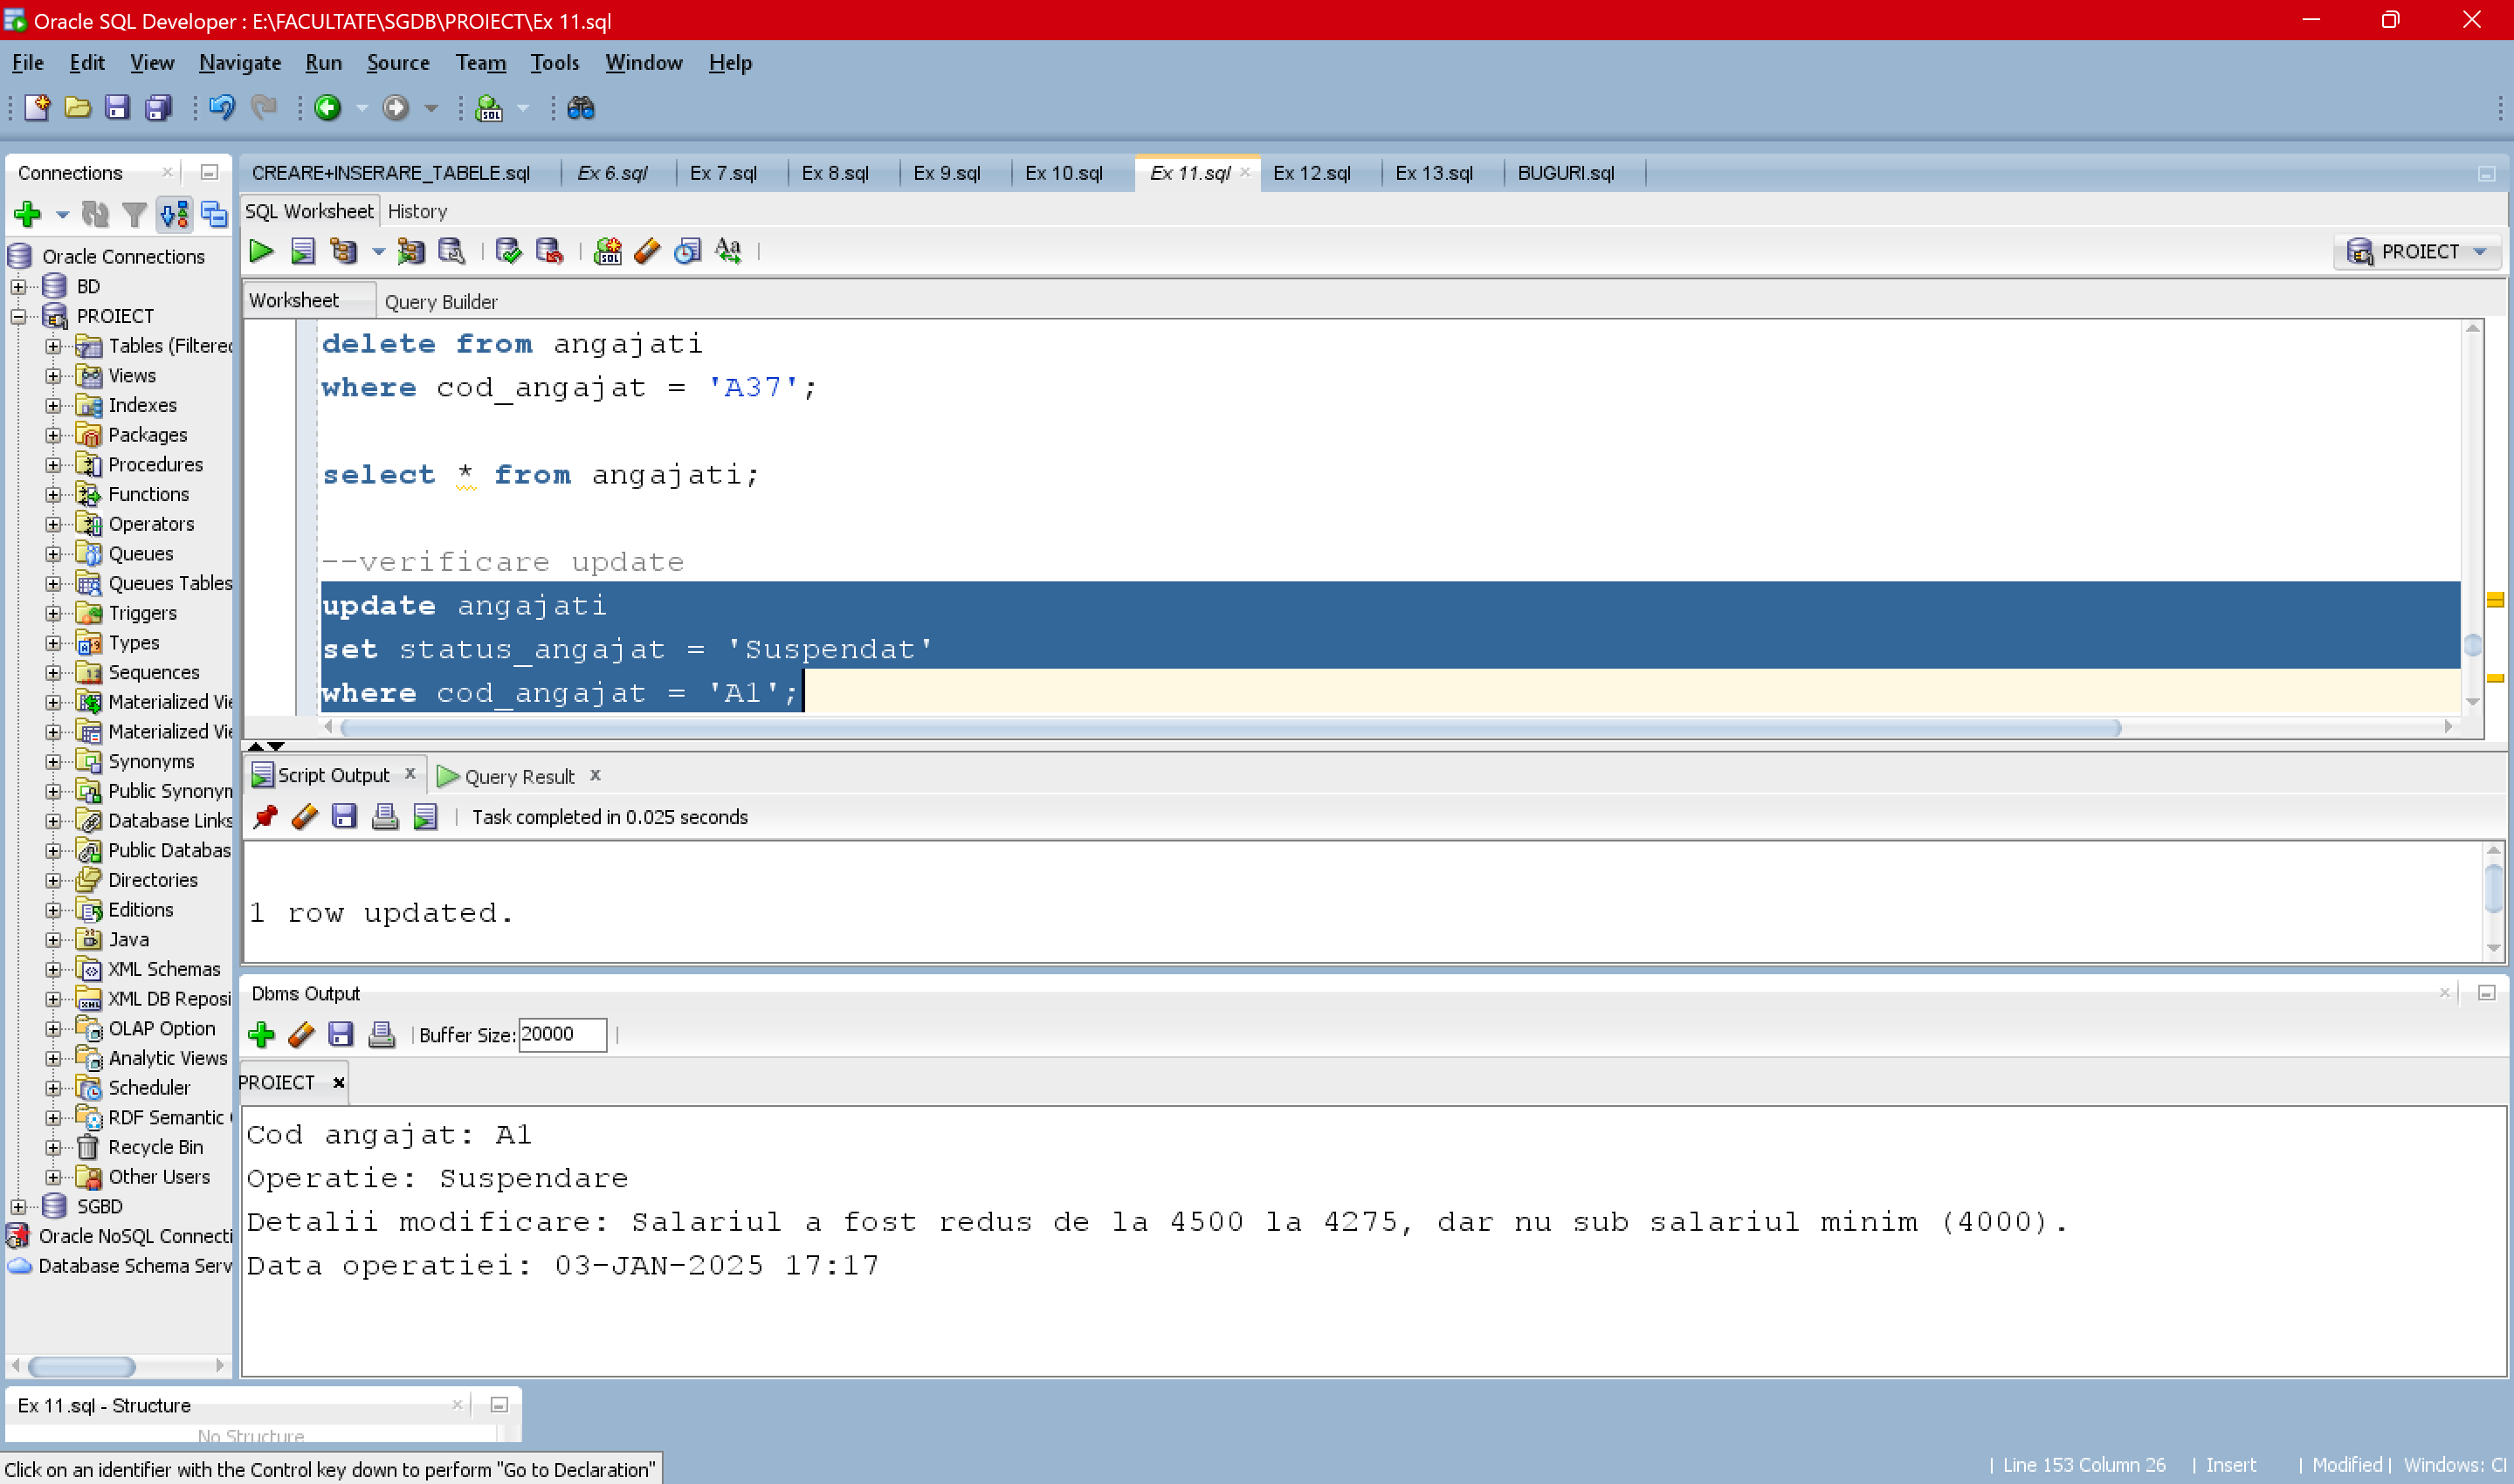 Oracle SQL Developer : E:\FACULTATE\SGDB\PROIECT\Ex 11.sql
File Edit View Navigate Run Source Team Tools Window Help
Connections
Oracle Connections
BD
PROIECT
Tables (Filtered
Views
Indexes
Packages
Procedures
Functions
Operators
Queues
Queues Tables
Triggers
Types
Sequences
Materialized Vie
Materialized Vie
Synonyms
Public Synonym
Database Links
Public Databas
Directories
Editions
Java
XML Schemas
XML DB Reposi
OLAP Option
Analytic Views
Scheduler
RDF Semantic
Recycle Bin
Other Users
SGBD
Oracle NoSQL Connecti
Database Schema Serv
CREARE+INSERARE_TABELE.sql Ex 6.sql Ex 7.sql Ex 8.sql Ex 9.sql Ex 10.sql Ex 11.sql Ex 12.sql Ex 13.sql BUGURI.sql
SQL Worksheet History
PROIECT
Worksheet Query Builder
delete from angajati
where cod_angajat = 'A37';
select * from angajati;
--verificare update
update angajati
set status_angajat = 'Suspendat'
where cod_angajat = 'A1';
Script Output Query Result
Task completed in 0.025 seconds
1 row updated.
Dbms Output
Buffer Size: 20000
PROIECT
Cod angajat: A1
Operatie: Suspendare
Detalii modificare: Salariul a fost redus de la 4500 la 4275, dar nu sub salariul minim (4000).
Data operatiei: 03-JAN-2025 17:17
Ex 11.sql - Structure
No Structure
Click on an identifier with the Control key down to perform "Go to Declaration"
Line 153 Column 26 | Insert | Modified | Windows: Cl